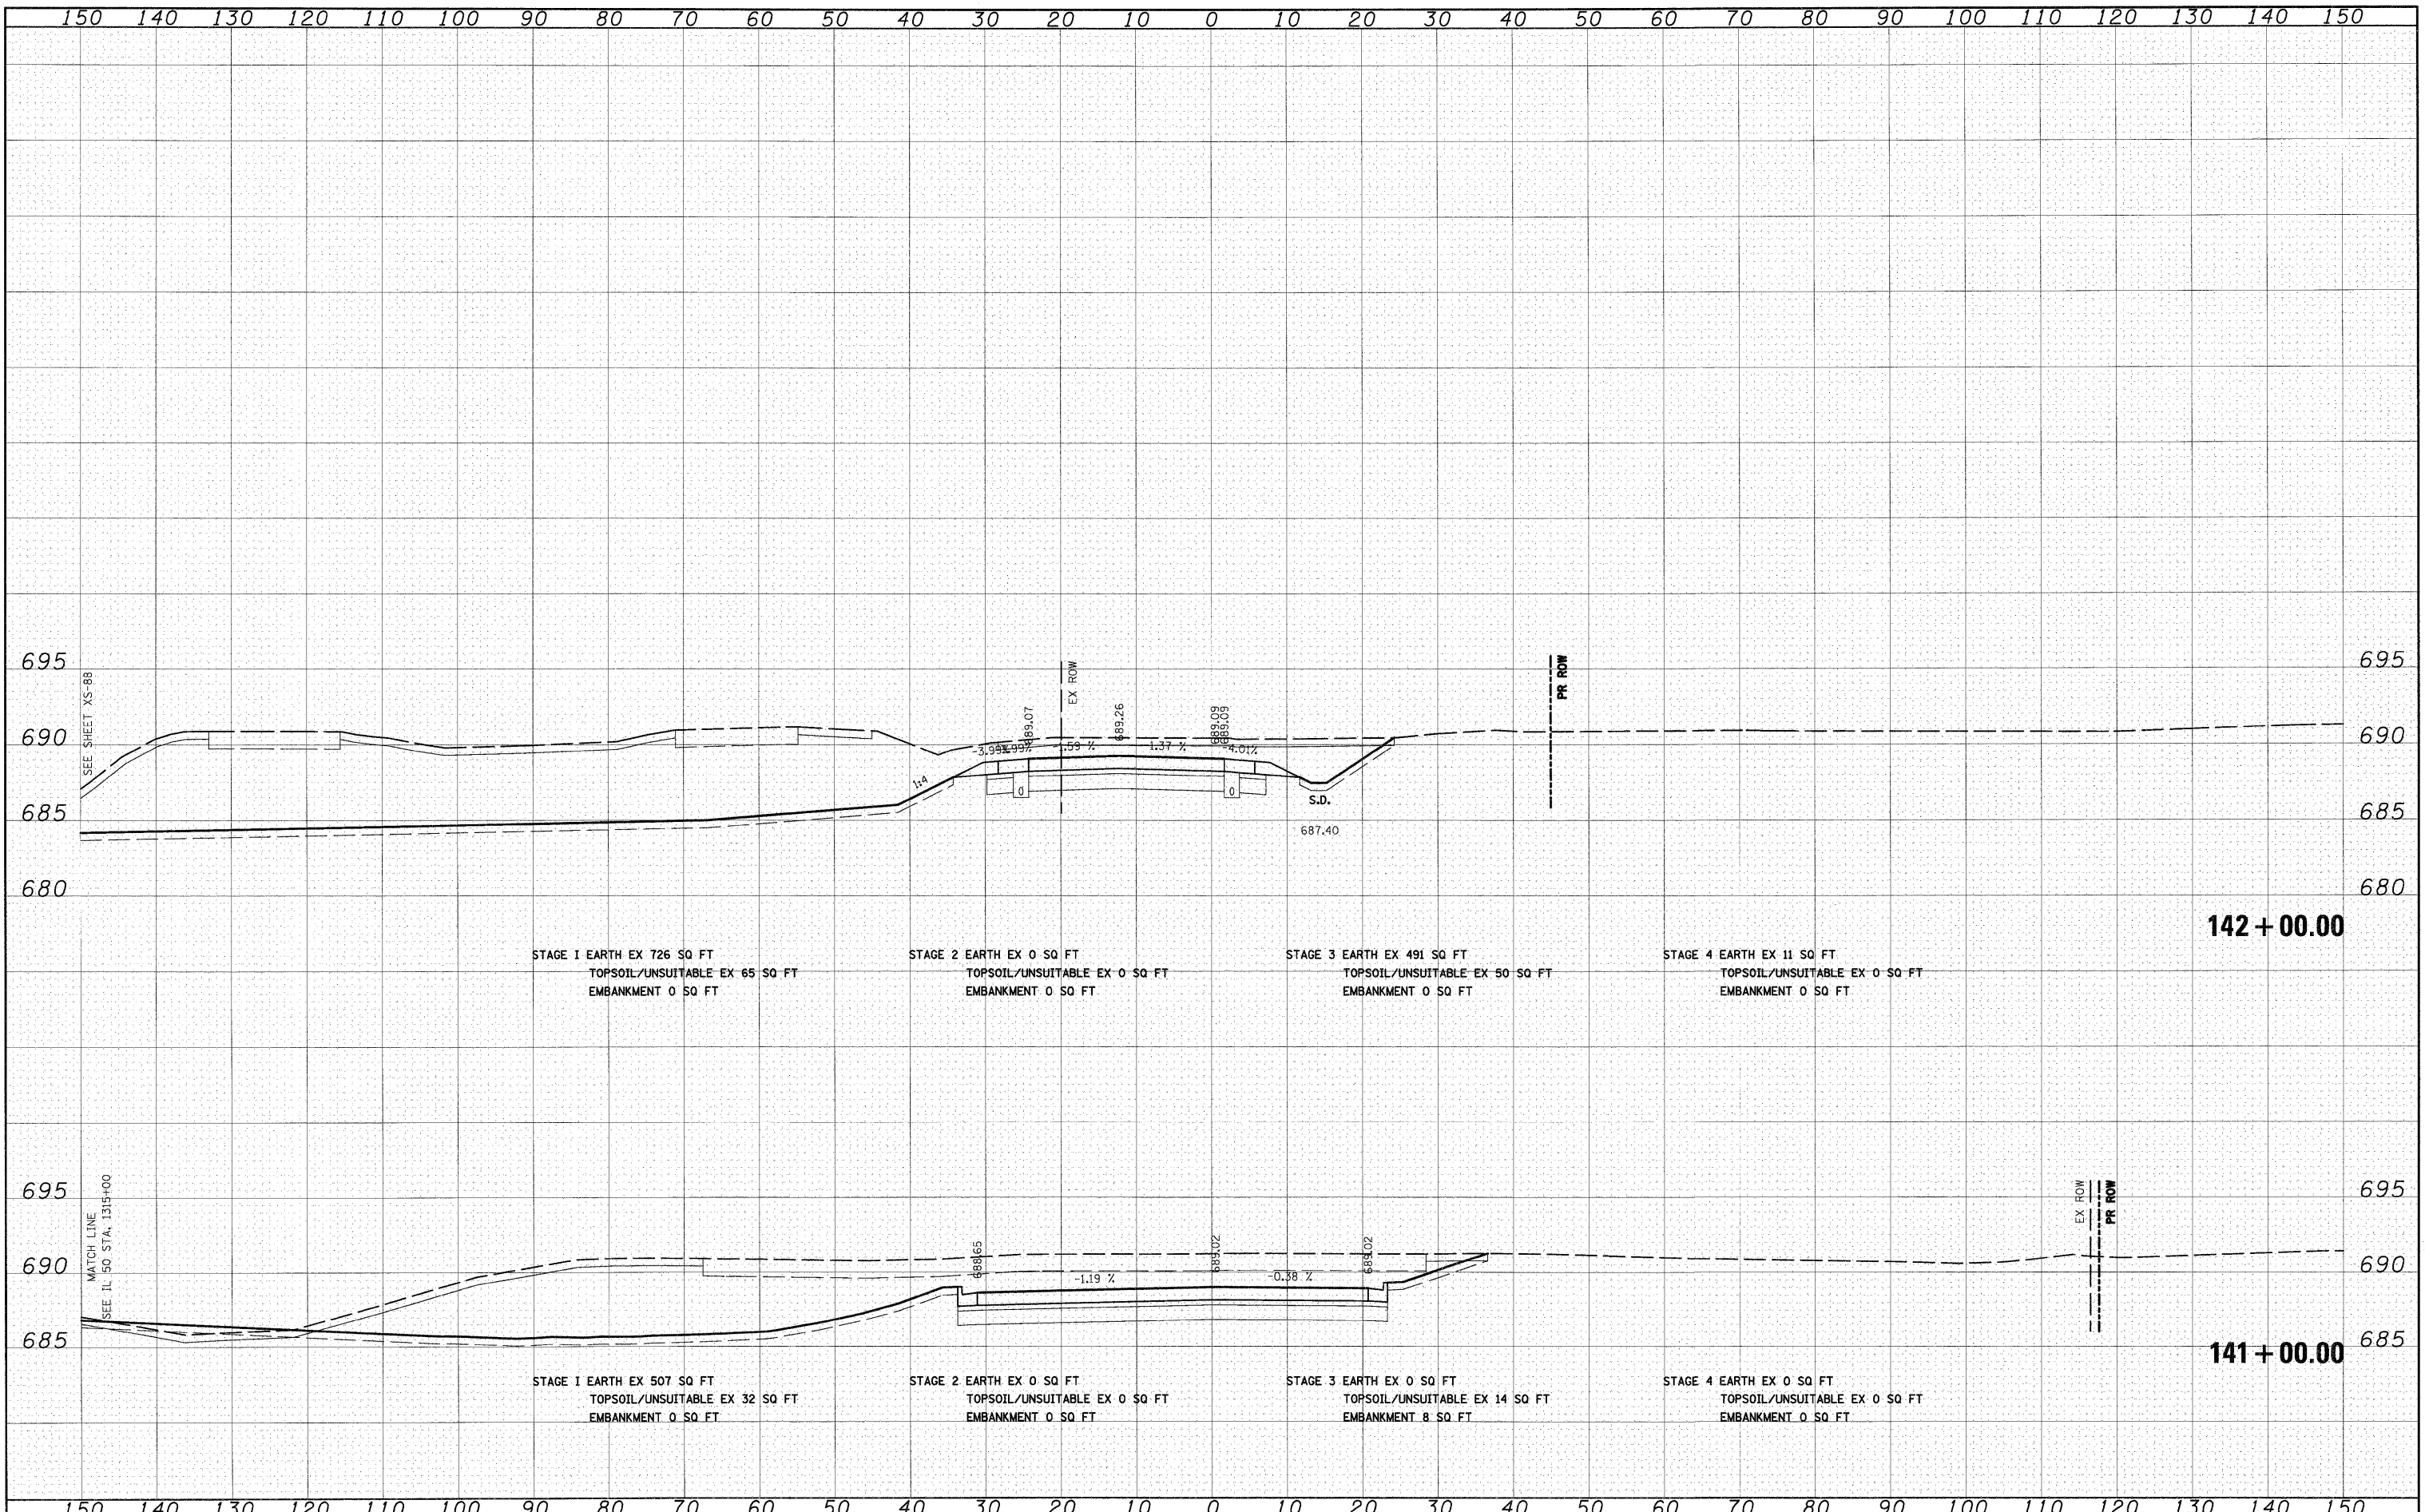 150 140 130 120 110 100 90 80 70 60 50 40 30 20 10 0 10 20 30 40 50 60 70 80 90 100 110 120 130 140 150
695 695
SEE SHEET XS-88
EX ROW
PR ROW
689.07
689.26
689.09
689.09
690 690
-3.99%
-1.59 %
-1.37 %
-4.01%
1:4
0 0
S.D.
685 685
687.40
680 680
142+00.00
STAGE 1 EARTH EX 726 SQ FT
TOPSOIL/UNSUITABLE EX 65 SQ FT
EMBANKMENT 0 SQ FT
STAGE 2 EARTH EX 0 SQ FT
TOPSOIL/UNSUITABLE EX 0 SQ FT
EMBANKMENT 0 SQ FT
STAGE 3 EARTH EX 491 SQ FT
TOPSOIL/UNSUITABLE EX 50 SQ FT
EMBANKMENT 0 SQ FT
STAGE 4 EARTH EX 11 SQ FT
TOPSOIL/UNSUITABLE EX 0 SQ FT
EMBANKMENT 0 SQ FT
695 695
MATCH LINE
SEE IL 50 STA. 1315+00
EX ROW
PR ROW
688.65
689.02
689.02
690 690
-1.19 %
-0.38 %
685 685
141+00.00
STAGE 1 EARTH EX 507 SQ FT
TOPSOIL/UNSUITABLE EX 32 SQ FT
EMBANKMENT 0 SQ FT
STAGE 2 EARTH EX 0 SQ FT
TOPSOIL/UNSUITABLE EX 0 SQ FT
EMBANKMENT 0 SQ FT
STAGE 3 EARTH EX 0 SQ FT
TOPSOIL/UNSUITABLE EX 14 SQ FT
EMBANKMENT 8 SQ FT
STAGE 4 EARTH EX 0 SQ FT
TOPSOIL/UNSUITABLE EX 0 SQ FT
EMBANKMENT 0 SQ FT
150 140 130 120 110 100 90 80 70 60 50 40 30 20 10 0 10 20 30 40 50 60 70 80 90 100 110 120 130 140 150